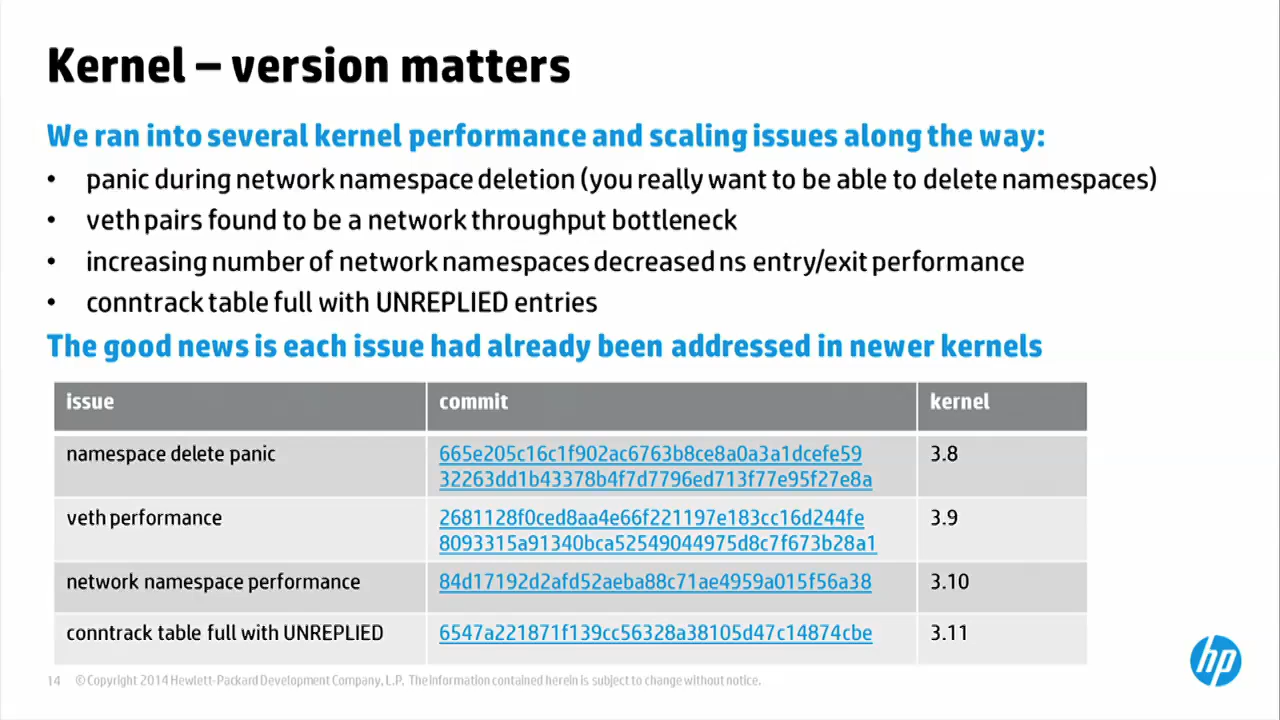 Kernel – version matters
We ran into several kernel performance and scaling issues along the way:
• panic during network namespace deletion (you really want to be able to delete namespaces)
• veth pairs found to be a network throughput bottleneck
• increasing number of network namespaces decreased ns entry/exit performance
• conntrack table full with UNREPLIED entries
The good news is each issue had already been addressed in newer kernels
issue commit kernel
namespace delete panic 665e205c16c1f902ac6763b8ce8a0a3a1dcefe59 3.8
32263dd1b43378b4f7d7796ed713f77e95f27e8a
veth performance 2681128f0ced8aa4e66f221197e183cc16d244fe 3.9
8093315a91340bca52549044975d8c7f673b28a1
network namespace performance 84d17192d2afd52aeba88c71ae4959a015f56a38 3.10
conntrack table full with UNREPLIED 6547a221871f139cc56328a38105d47c14874cbe 3.11
14 © Copyright 2014 Hewlett-Packard Development Company, L.P. The information contained herein is subject to change without notice.
hp